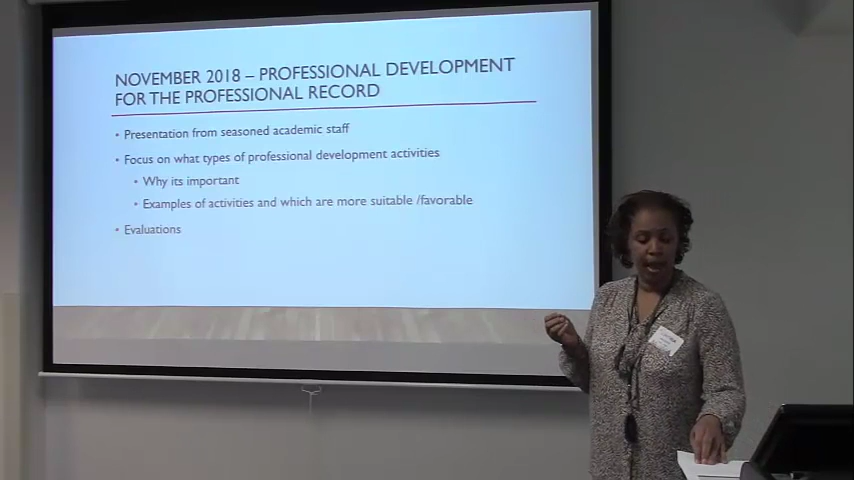 NOVEMBER 2018 – PROFESSIONAL DEVELOPMENT
FOR THE PROFESSIONAL RECORD
• Presentation from seasoned academic staff
• Focus on what types of professional development activities
• Why its important
• Examples of activities and which are more suitable /favorable
• Evaluations